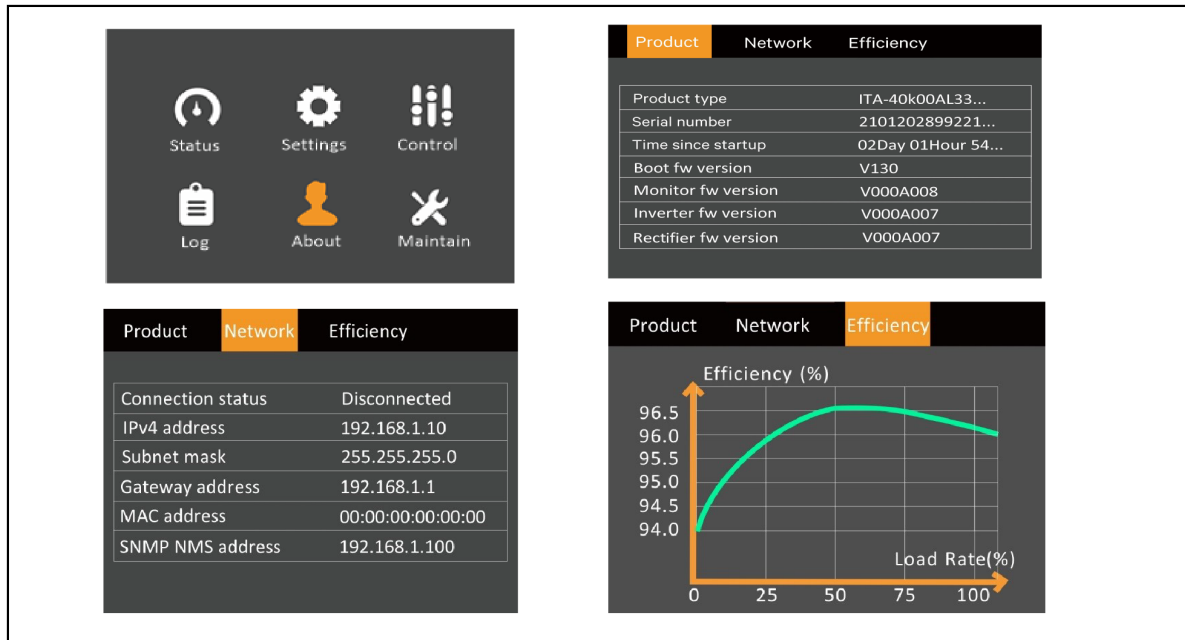 Status Settings Control
Log About Maintain
Product Network Efficiency
Product type ITA-40k00AL33...
Serial number 2101202899221...
Time since startup 02Day 01Hour 54...
Boot fw version V130
Monitor fw version V000A008
Inverter fw version V000A007
Rectifier fw version V000A007
Product Network Efficiency
Connection status Disconnected
IPv4 address 192.168.1.10
Subnet mask 255.255.255.0
Gateway address 192.168.1.1
MAC address 00:00:00:00:00:00
SNMP NMS address 192.168.1.100
Product Network Efficiency
Efficiency (%)
96.5
96.0
95.5
95.0
94.5
94.0
Load Rate(%)
0 25 50 75 100